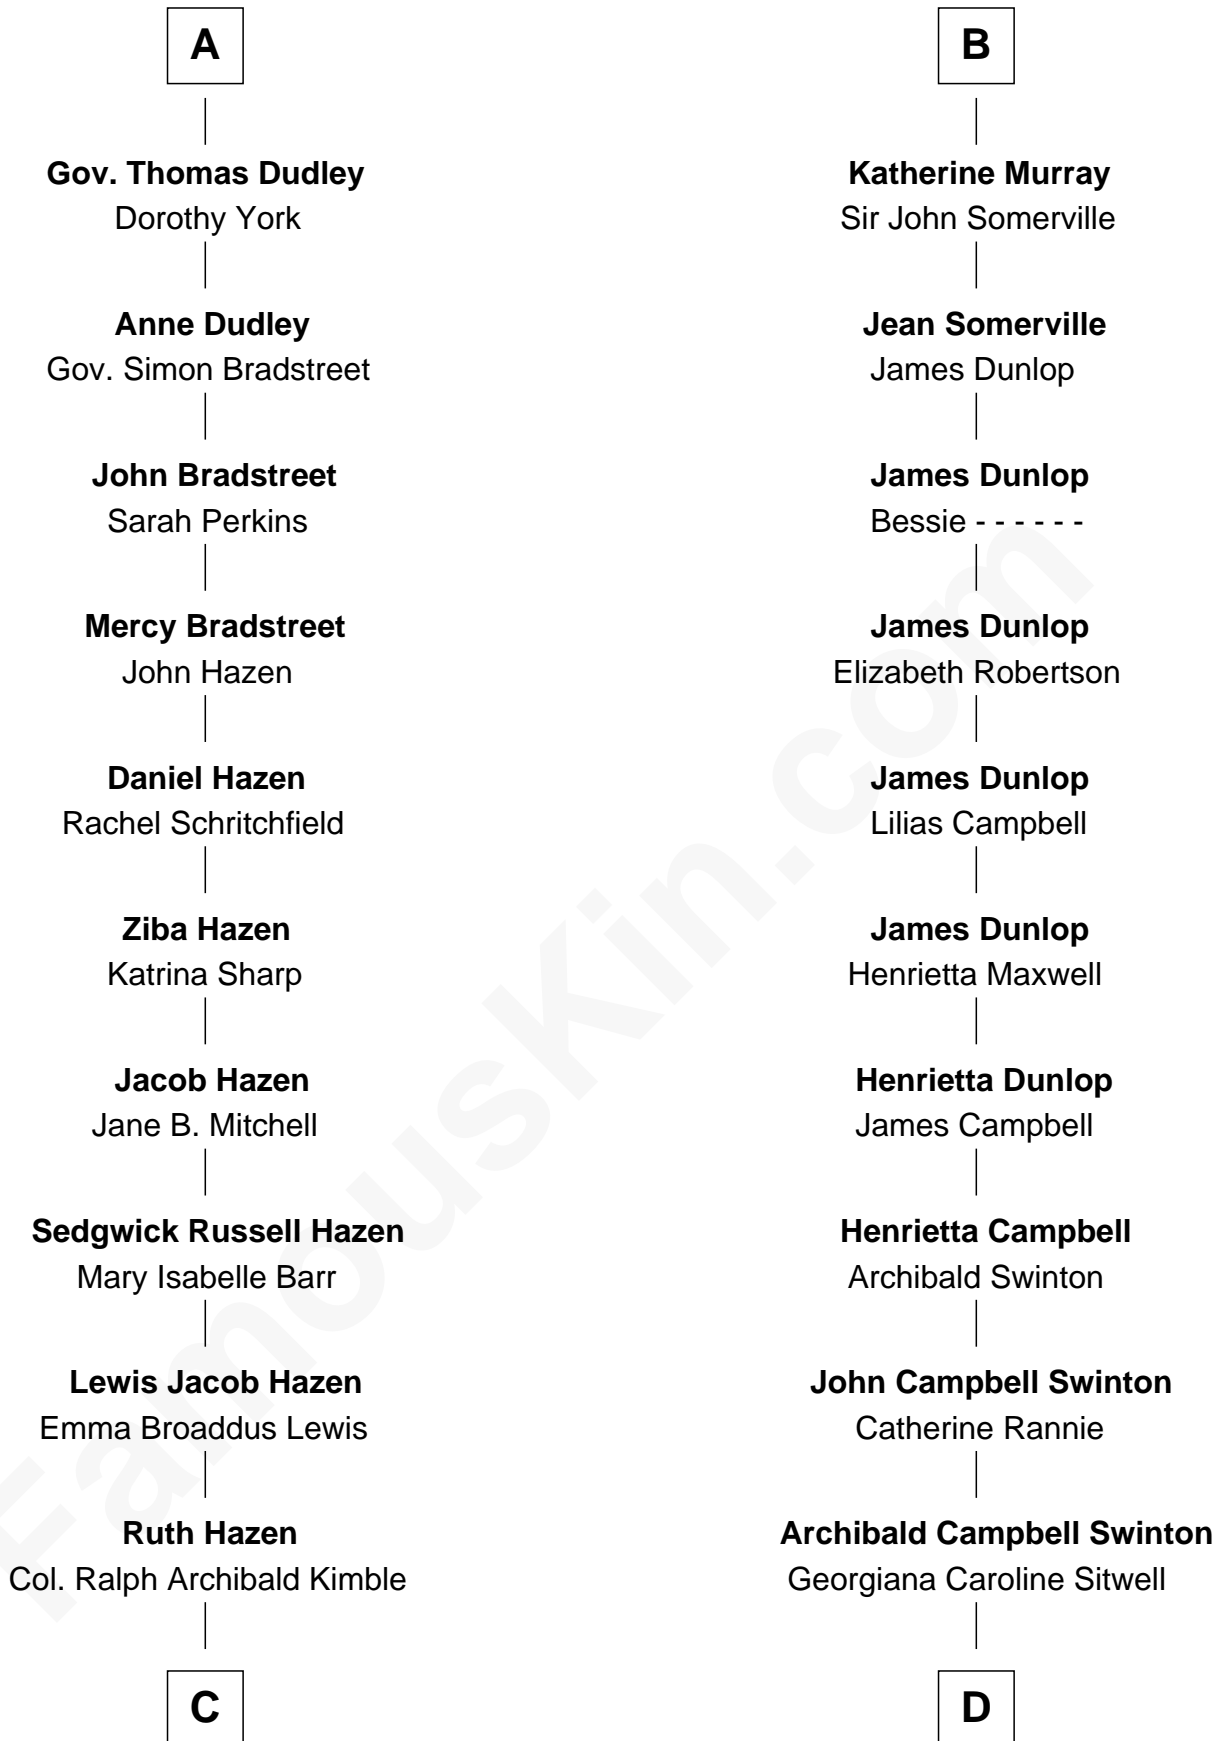 A
Gov. Thomas Dudley
Dorothy York
Anne Dudley
Gov. Simon Bradstreet
John Bradstreet
Sarah Perkins
Mercy Bradstreet
John Hazen
Daniel Hazen
Rachel Schritchfield
Ziba Hazen
Katrina Sharp
Jacob Hazen
Jane B. Mitchell
Sedgwick Russell Hazen
Mary Isabelle Barr
Lewis Jacob Hazen
Emma Broaddus Lewis
Ruth Hazen
Col. Ralph Archibald Kimble
C
B
Katherine Murray
Sir John Somerville
Jean Somerville
James Dunlop
James Dunlop
Bessie - - - - - -
James Dunlop
Elizabeth Robertson
James Dunlop
Lilias Campbell
James Dunlop
Henrietta Maxwell
Henrietta Dunlop
James Campbell
Henrietta Campbell
Archibald Swinton
John Campbell Swinton
Catherine Rannie
Archibald Campbell Swinton
Georgiana Caroline Sitwell
D
FamousKin.com